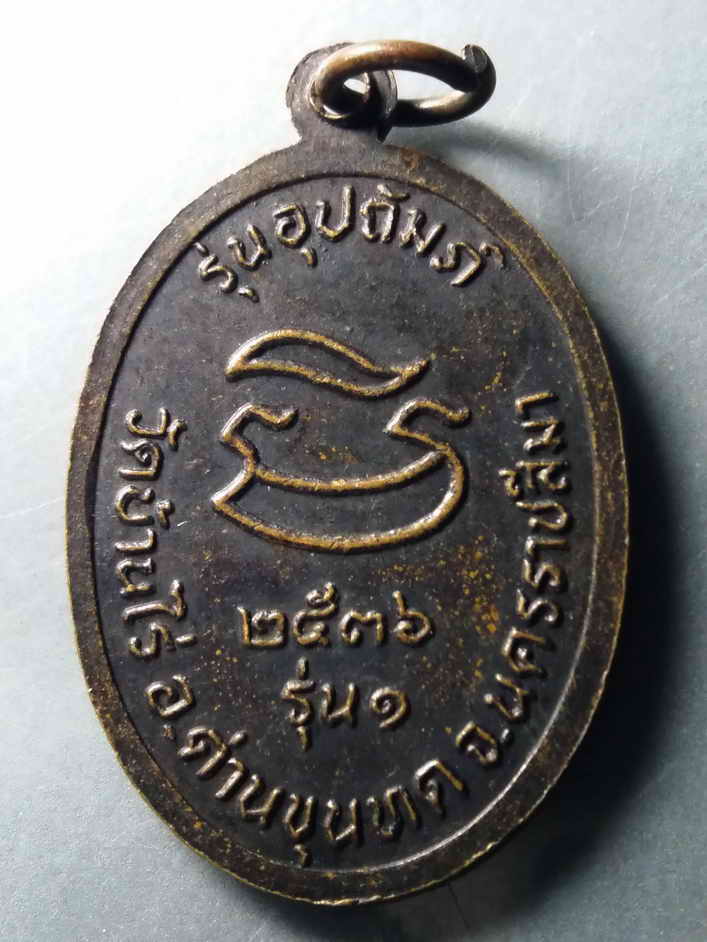 รุ่นอุปถัมภ์
๒๕๓๖
รุ่น๑
วัดบ้านไร่ อ.ด่านขุนทด จ.นครราชสีมา